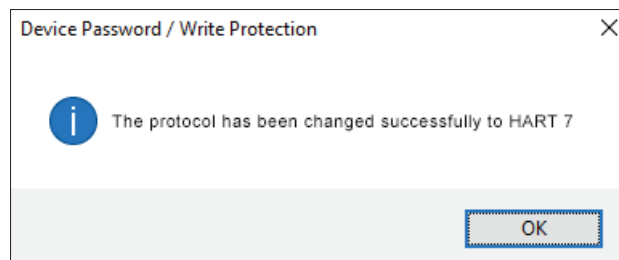 Device Password / Write Protection
The protocol has been changed successfully to HART 7
OK